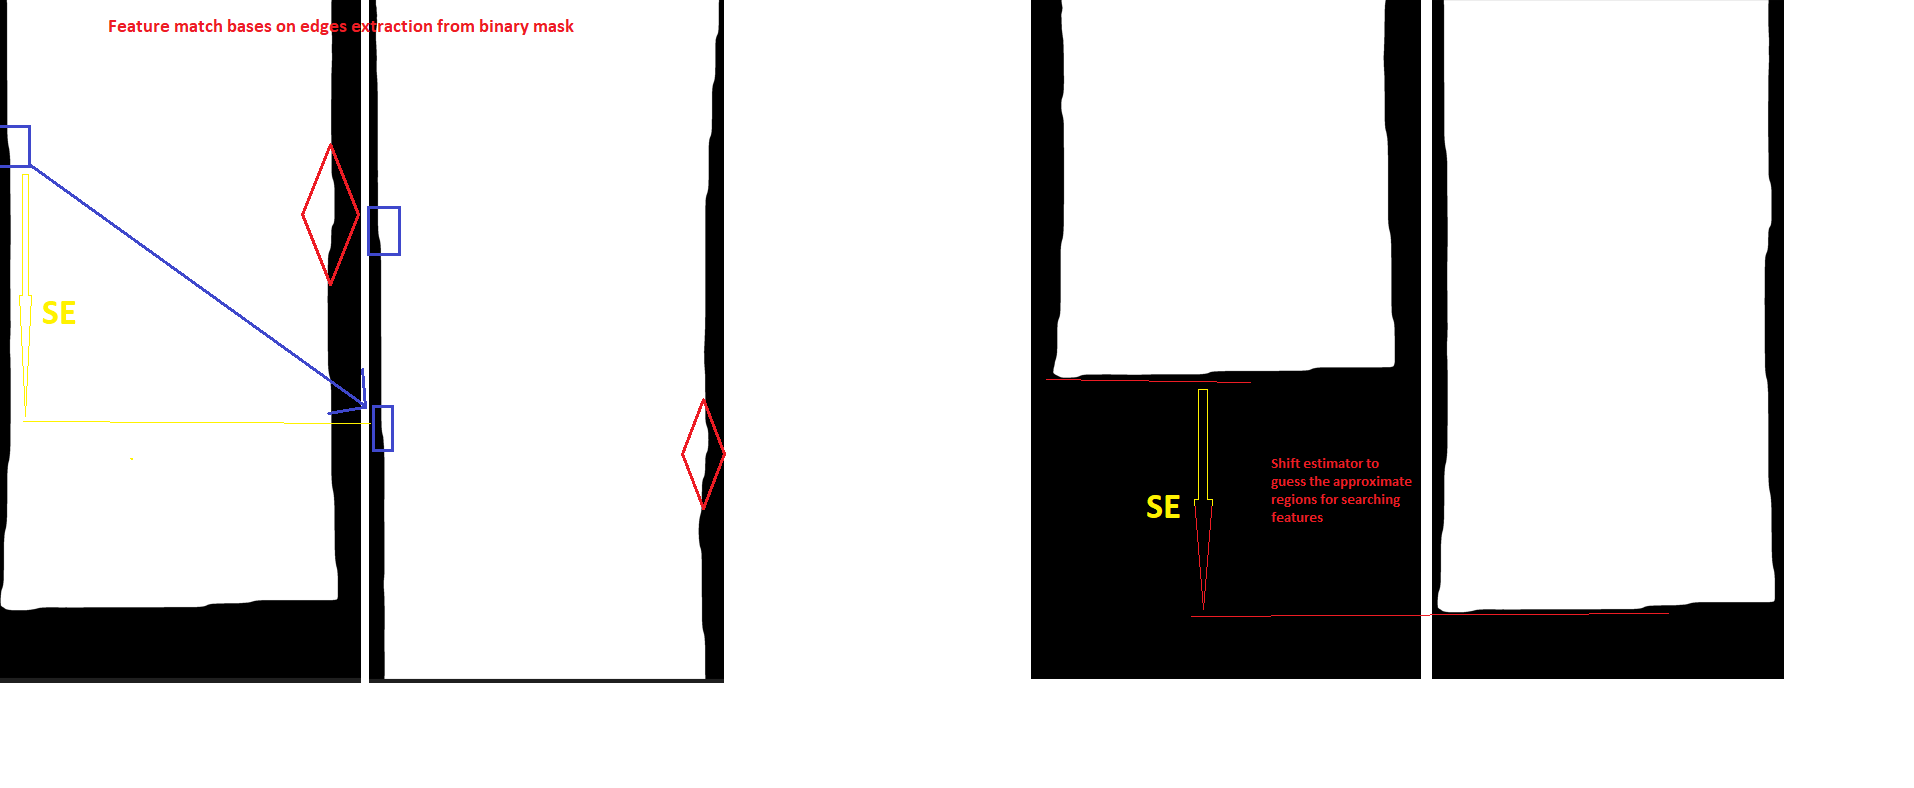 Feature match bases on edges extraction from binary mask
SE
SE
Shift estimator to
guess the approximate
regions for searching
features